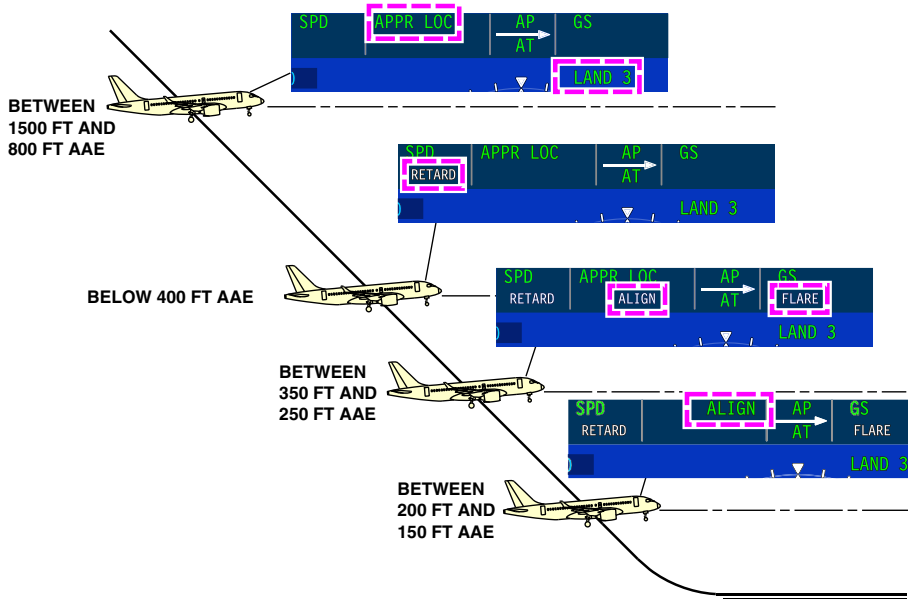 SPD APPR LOC AP GS
AT
LAND 3
BETWEEN
1500 FT AND
800 FT AAE
SPD APPR LOC AP GS
RETARD AT
LAND 3
BELOW 400 FT AAE
SPD APPR LOC AP GS
RETARD ALIGN AT FLARE
LAND 3
BETWEEN
350 FT AND
250 FT AAE
SPD ALIGN AP GS
RETARD AT FLARE
LAND 3
BETWEEN
200 FT AND
150 FT AAE